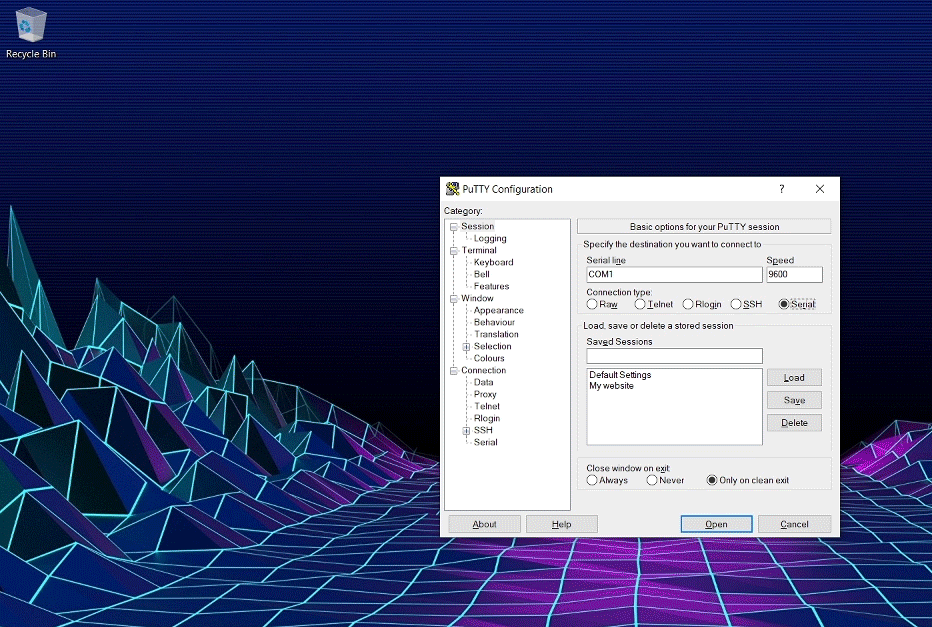 Recycle Bin
PuTTY Configuration
?
Category:
Session
Logging
Terminal
Keyboard
Bell
Features
Window
Appearance
Behaviour
Translation
Selection
Colours
Connection
Data
Proxy
Telnet
Rlogin
SSH
Serial
Basic options for your PuTTY session
Specify the destination you want to connect to
Serial line Speed
COM1 9600
Connection type:
Raw Telnet Rlogin SSH Serial
Load, save or delete a stored session
Saved Sessions
Default Settings
My website
Load
Save
Delete
Close window on exit
Always Never Only on clean exit
About Help Open Cancel